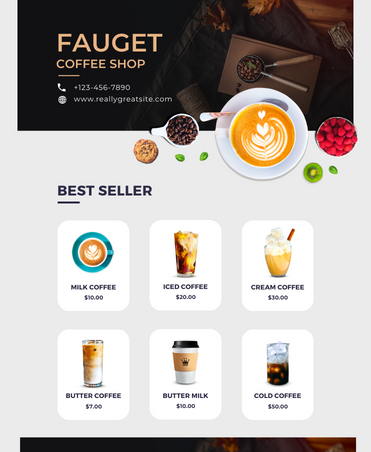 FAUGET
COFFEE SHOP
+123-456-7890
www.reallygreatsite.com
BEST SELLER
MILK COFFEE
$10.00
ICED COFFEE
$20.00
CREAM COFFEE
$30.00
BUTTER COFFEE
$7.00
BUTTER MILK
$10.00
COLD COFFEE
$50.00